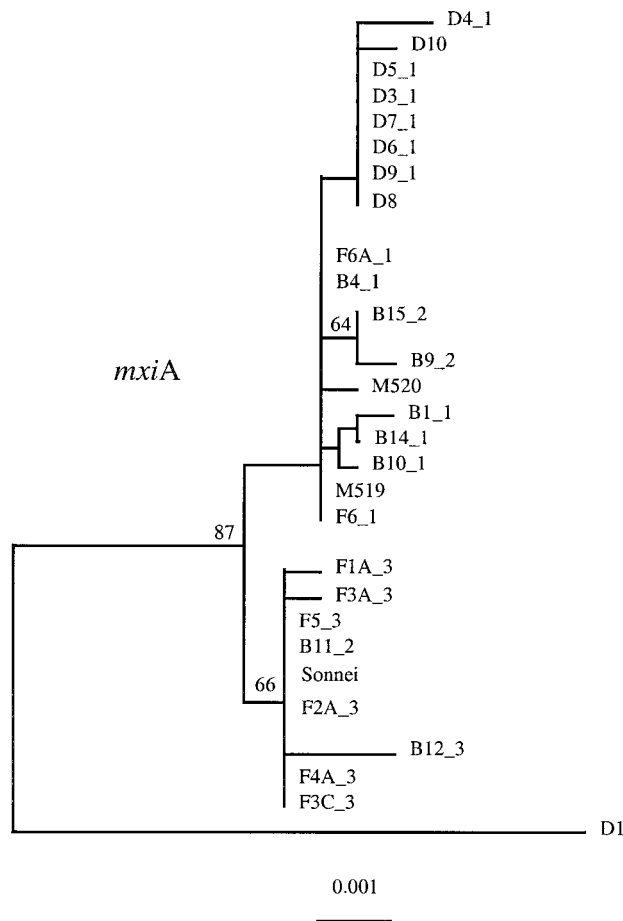 D4_1
D10
D5_1
D3_1
D7_1
D6_1
D9_1
D8
F6A_1
B4_1
B15_2
64
B9_2
mxiA
M520
B1_1
B14_1
B10_1
M519
F6_1
87
F1A_3
F3A_3
F5_3
B11_2
Sonnei
66
F2A_3
B12_3
F4A_3
F3C_3
D1
0.001